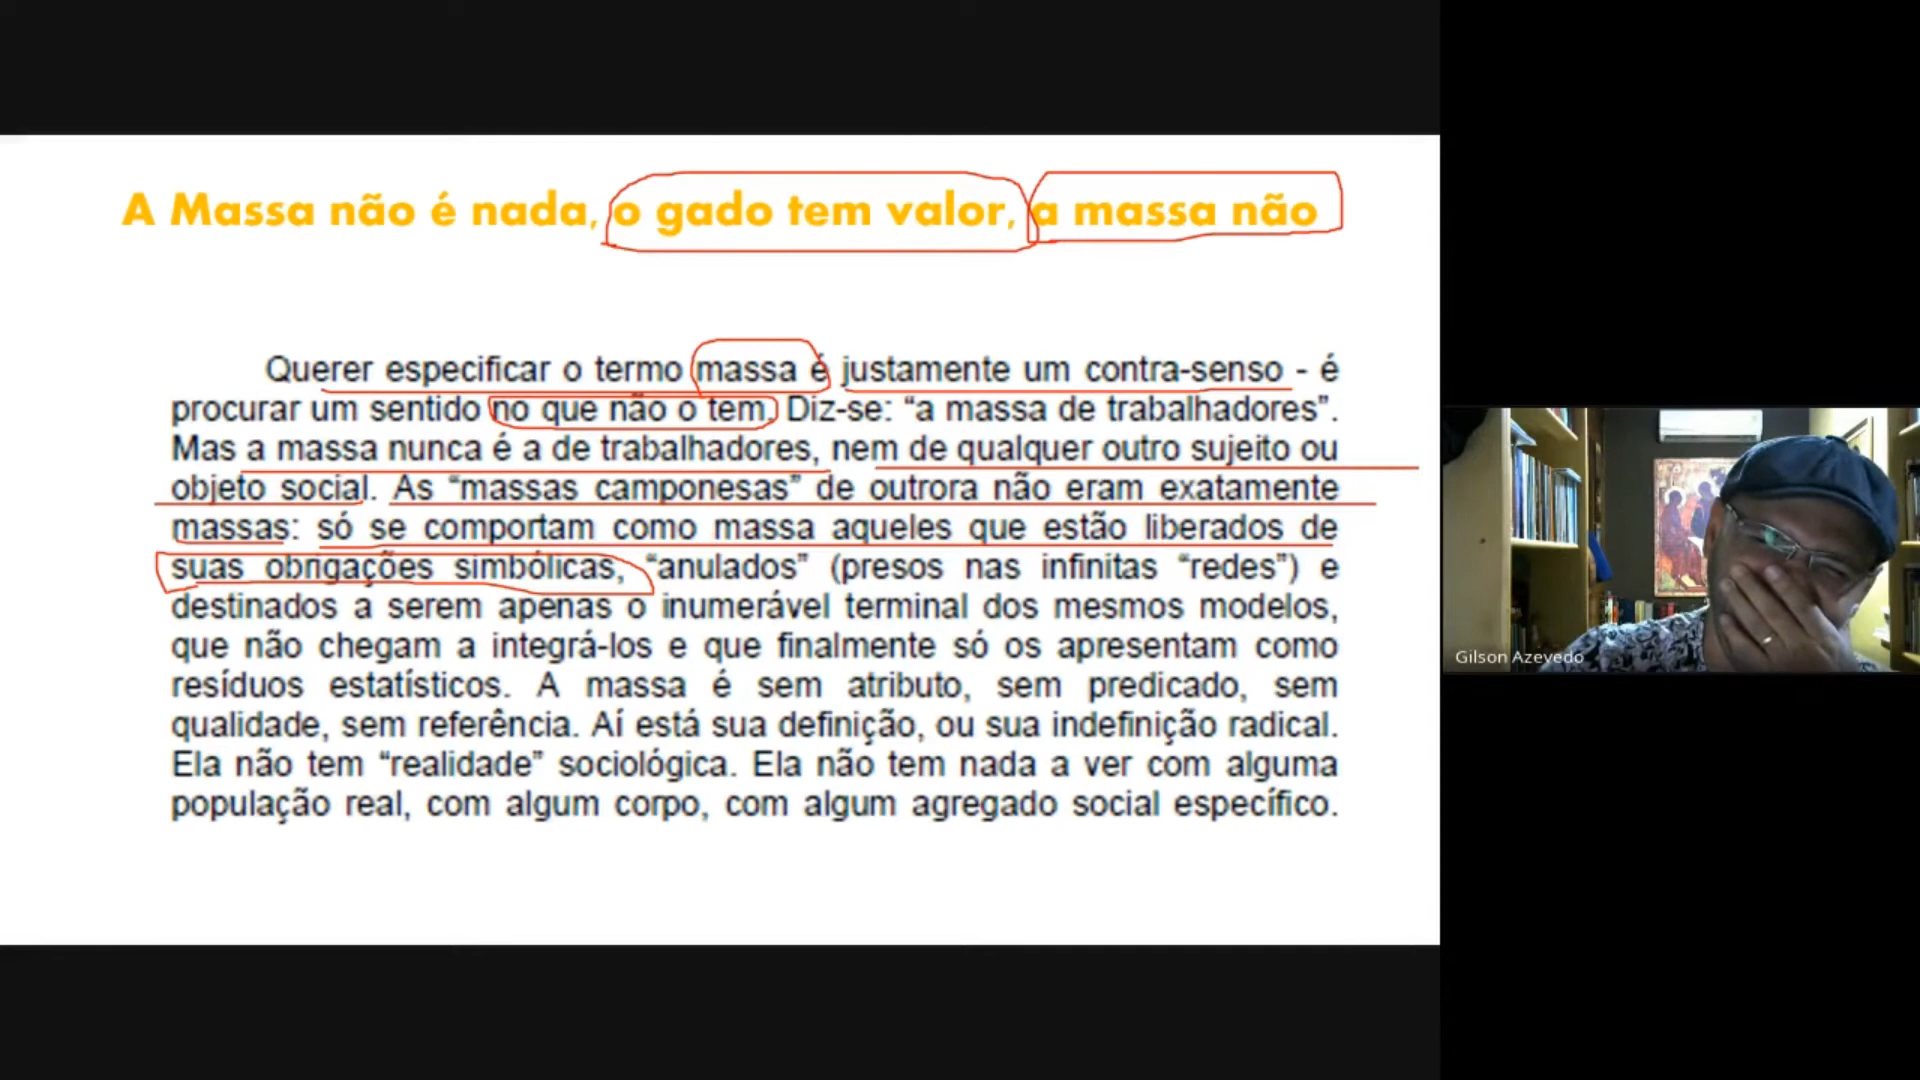 A Massa não é nada, o gado tem valor, a massa não
Querer especificar o termo massa é justamente um contra-senso - é
procurar um sentido no que não o tem. Diz-se: “a massa de trabalhadores”.
Mas a massa nunca é a de trabalhadores, nem de qualquer outro sujeito ou
objeto social. As “massas camponesas” de outrora não eram exatamente
massas: só se comportam como massa aqueles que estão liberados de
suas obrigações simbólicas, “anulados” (presos nas infinitas “redes”) e
destinados a serem apenas o inumerável terminal dos mesmos modelos,
que não chegam a integrá-los e que finalmente só os apresentam como
resíduos estatísticos. A massa é sem atributo, sem predicado, sem
qualidade, sem referência. Aí está sua definição, ou sua indefinição radical.
Ela não tem “realidade” sociológica. Ela não tem nada a ver com alguma
população real, com algum corpo, com algum agregado social específico.
Gilson Azevedo